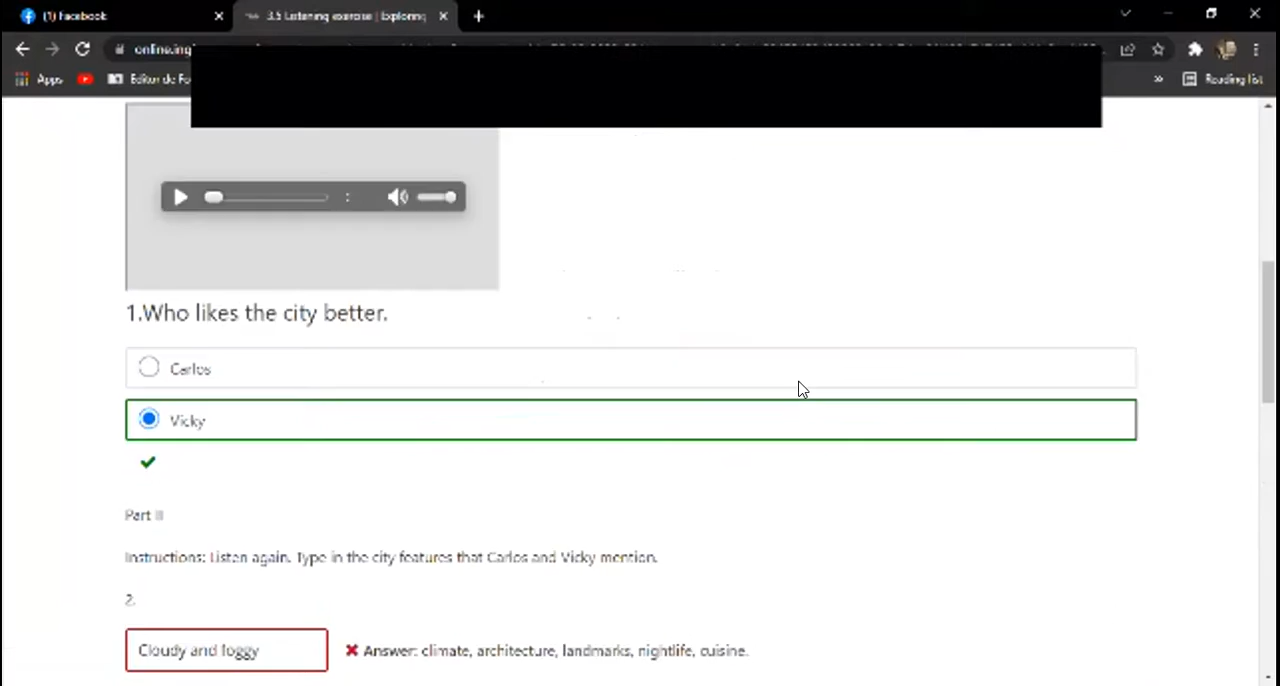 (1) Facebook
3.5 Listening exercise | Exploring
online.ing
Apps
Editor de Fo
»
Reading list
1.Who likes the city better.
Carlos
Vicky
Part II
Instructions: Listen again. Type in the city features that Carlos and Vicky mention.
2.
Cloudy and foggy
Answer: climate, architecture, landmarks, nightlife, cuisine.